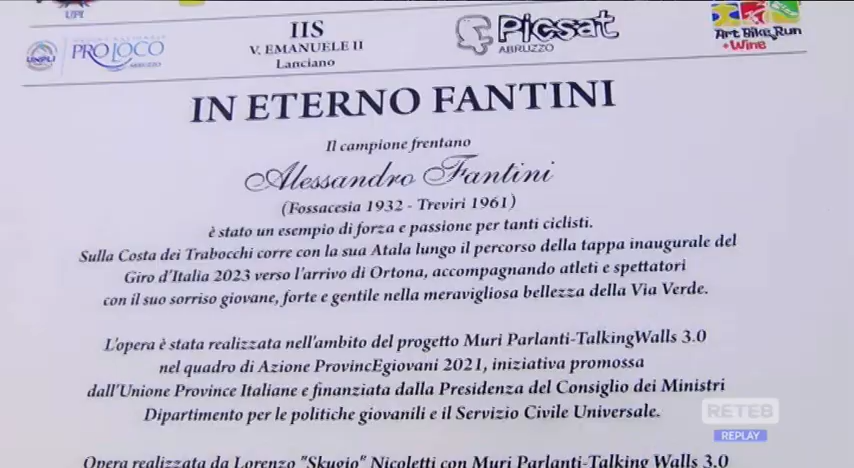 UPI
UNPLI
PRO LOCO
ABRUZZO
IIS
V. EMANUELE II
Lanciano
Picsat
ABRUZZO
Art Bike Run
+Wine
IN ETERNO FANTINI
Il campione frentano
Alessandro Fantini
(Fossacesia 1932 - Treviri 1961)
è stato un esempio di forza e passione per tanti ciclisti.
Sulla Costa dei Trabocchi corre con la sua Atala lungo il percorso della tappa inaugurale del
Giro d'Italia 2023 verso l'arrivo di Ortona, accompagnando atleti e spettatori
con il suo sorriso giovane, forte e gentile nella meravigliosa bellezza della Via Verde.
L'opera è stata realizzata nell'ambito del progetto Muri Parlanti-TalkingWalls 3.0
nel quadro di Azione ProvincEgiovani 2021, iniziativa promossa
dall'Unione Province Italiane e finanziata dalla Presidenza del Consiglio dei Ministri
Dipartimento per le politiche giovanili e il Servizio Civile Universale.
Opera realizzata da Lorenzo "Skugio" Nicoletti con Muri Parlanti-Talking Walls 3.0
RETE8
REPLAY